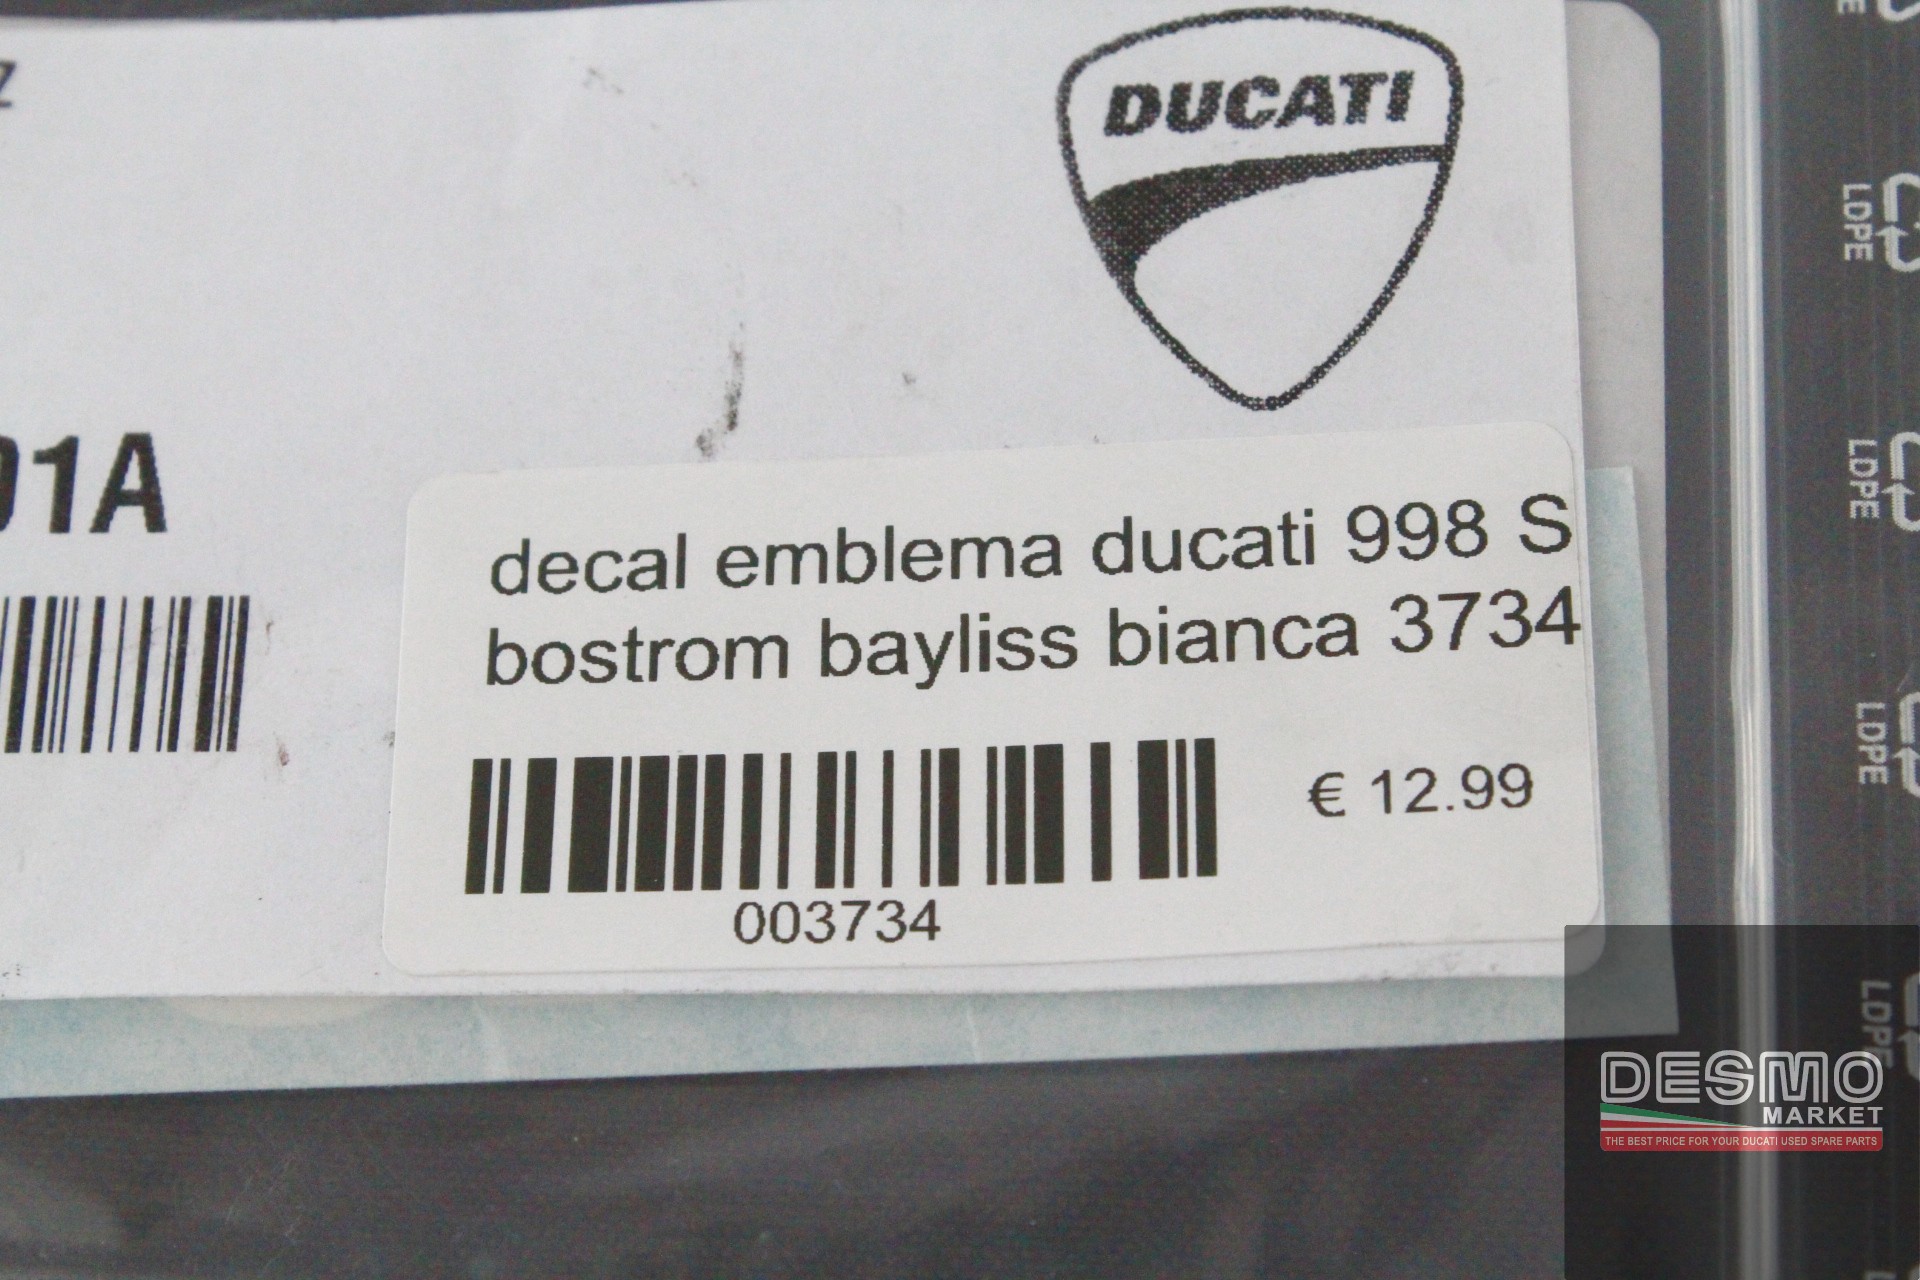 Z
DUCATI
01A
decal emblema ducati 998 S
bostrom bayliss bianca 3734
€ 12.99
003734
LDPE
LDPE
LDPE
LDPE
DESMO
MARKET
THE BEST PRICE FOR YOUR DUCATI USED SPARE PARTS